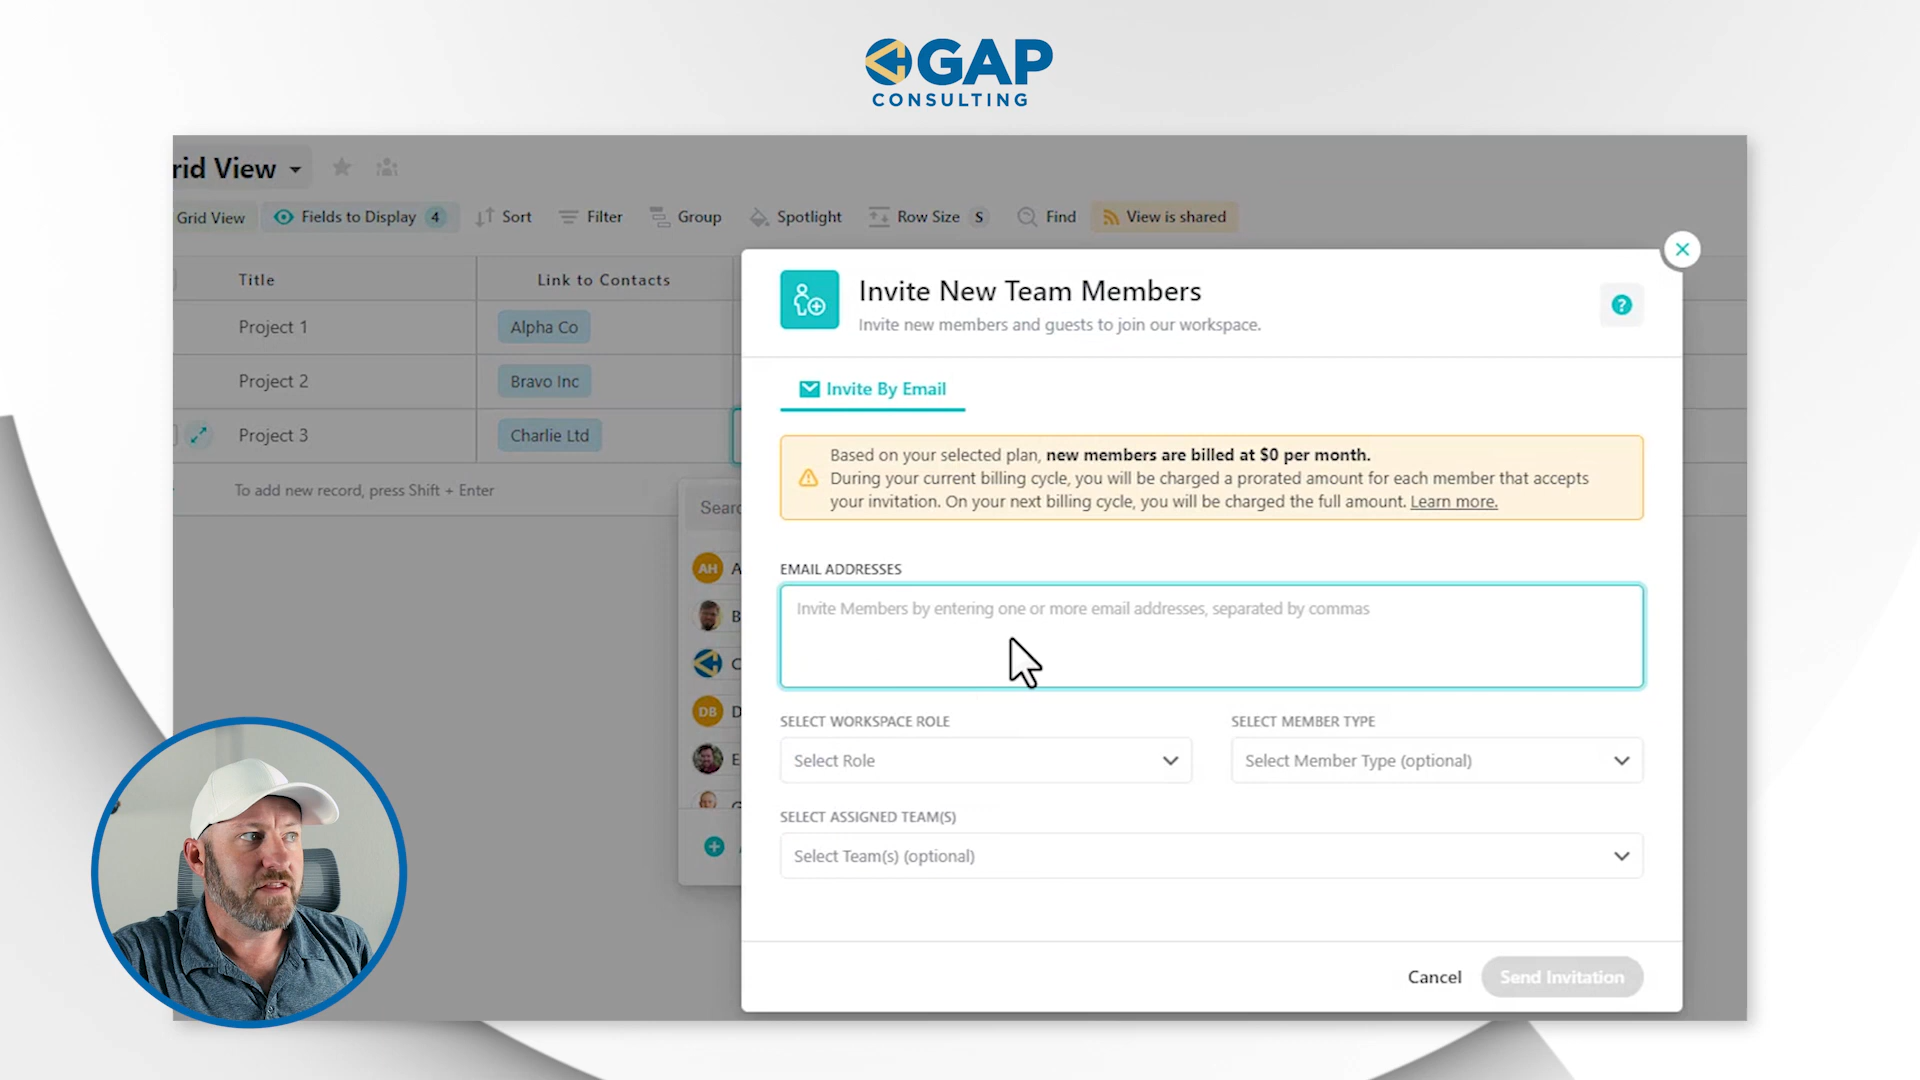 GAP
CONSULTING
rid View
Grid View
Fields to Display 4
Sort
Filter
Group
Spotlight
Row Size S
Find
View is shared
Title
Link to Contacts
Project 1
Alpha Co
Project 2
Bravo Inc
Project 3
Charlie Ltd
To add new record, press Shift + Enter
Searc
AH A
B
C
DB D
E
Invite New Team Members
Invite new members and guests to join our workspace.
?
Invite By Email
Based on your selected plan, new members are billed at $0 per month.
During your current billing cycle, you will be charged a prorated amount for each member that accepts
your invitation. On your next billing cycle, you will be charged the full amount. Learn more.
EMAIL ADDRESSES
Invite Members by entering one or more email addresses, separated by commas
SELECT WORKSPACE ROLE
Select Role
SELECT MEMBER TYPE
Select Member Type (optional)
SELECT ASSIGNED TEAM(S)
Select Team(s) (optional)
Cancel
Send Invitation